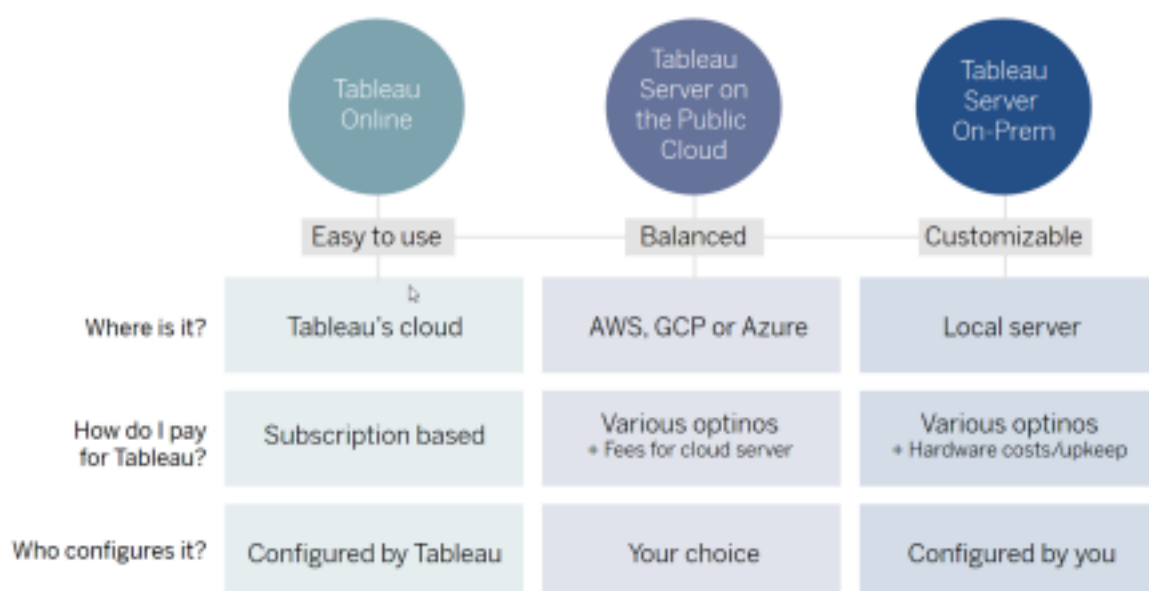 Tableau
Online
Tableau
Server on
the Public
Cloud
Tableau
Server
On-Prem
Easy to use
Balanced
Customizable
Where is it?
Tableau's cloud
AWS, GCP or Azure
Local server
How do I pay
for Tableau?
Subscription based
Various optinos
+ Fees for cloud server
Various optinos
+ Hardware costs/upkeep
Who configures it?
Configured by Tableau
Your choice
Configured by you